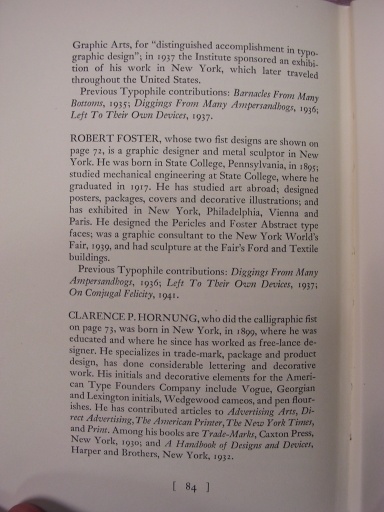 Graphic Arts, for "distinguished accomplishment in typo-
graphic design"; in 1937 the Institute sponsored an exhibi-
tion of his work in New York, which later traveled
throughout the United States.
Previous Typophile contributions: Barnacles From Many
Bottoms, 1935; Diggings From Many Ampersandhogs, 1936;
Left To Their Own Devices, 1937.
ROBERT FOSTER, whose two fist designs are shown on
page 72, is a graphic designer and metal sculptor in New
York. He was born in State College, Pennsylvania, in 1895;
studied mechanical engineering at State College, where he
graduated in 1917. He has studied art abroad; designed
posters, packages, covers and decorative illustrations; and
has exhibited in New York, Philadelphia, Vienna and
Paris. He designed the Pericles and Foster Abstract type
faces; was a graphic consultant to the New York World's
Fair, 1939, and had sculpture at the Fair's Ford and Textile
buildings.
Previous Typophile contributions: Diggings From Many
Ampersandhogs, 1936; Left To Their Own Devices, 1937;
On Conjugal Felicity, 1941.
CLARENCE P. HORNUNG, who did the calligraphic fist
on page 73, was born in New York, in 1899, where he was
educated and where he since has worked as free-lance de-
signer. He specializes in trade-mark, package and product
design, has done considerable lettering and decorative
work. His initials and decorative elements for the Ameri-
can Type Founders Company include Vogue, Georgian
and Lexington initials, Wedgewood cameos, and pen flour-
ishes. He has contributed articles to Advertising Arts, Di-
rect Advertising, The American Printer, The New York Times,
and Print. Among his books are Trade-Marks, Caxton Press,
New York, 1930; and A Handbook of Designs and Devices,
Harper and Brothers, New York, 1932.
[ 84 ]